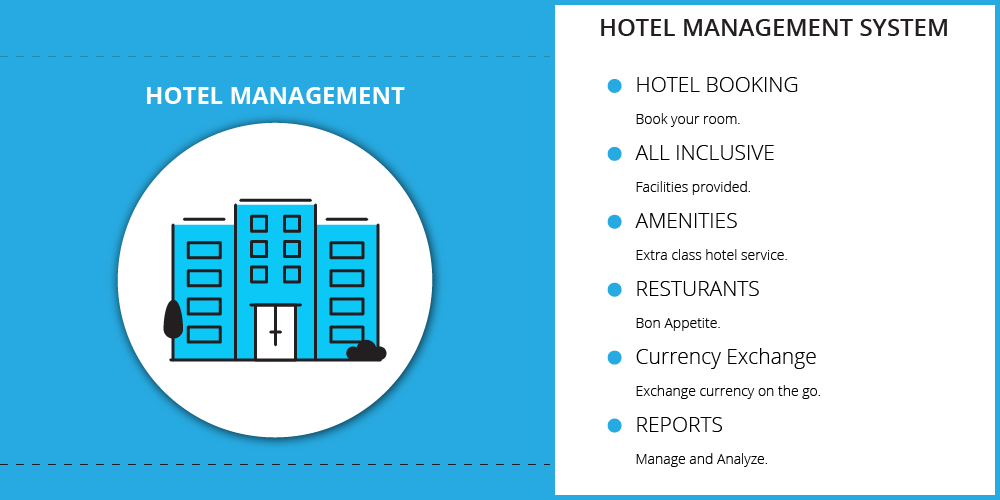 HOTEL MANAGEMENT
HOTEL MANAGEMENT SYSTEM
HOTEL BOOKING
Book your room.
ALL INCLUSIVE
Facilities provided.
AMENITIES
Extra class hotel service.
RESTURANTS
Bon Appetite.
Currency Exchange
Exchange currency on the go.
REPORTS
Manage and Analyze.